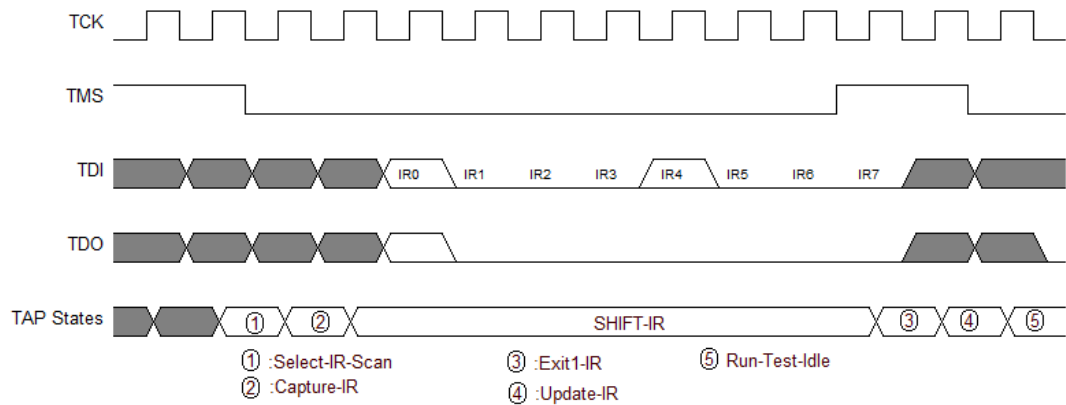 TCK
TMS
TDI IR0 IR1 IR2 IR3 IR4 IR5 IR6 IR7
TDO
TAP States ① ② SHIFT-IR ③ ④ ⑤
① :Select-IR-Scan ③ :Exit1-IR ⑤ Run-Test-Idle
② :Capture-IR ④ :Update-IR